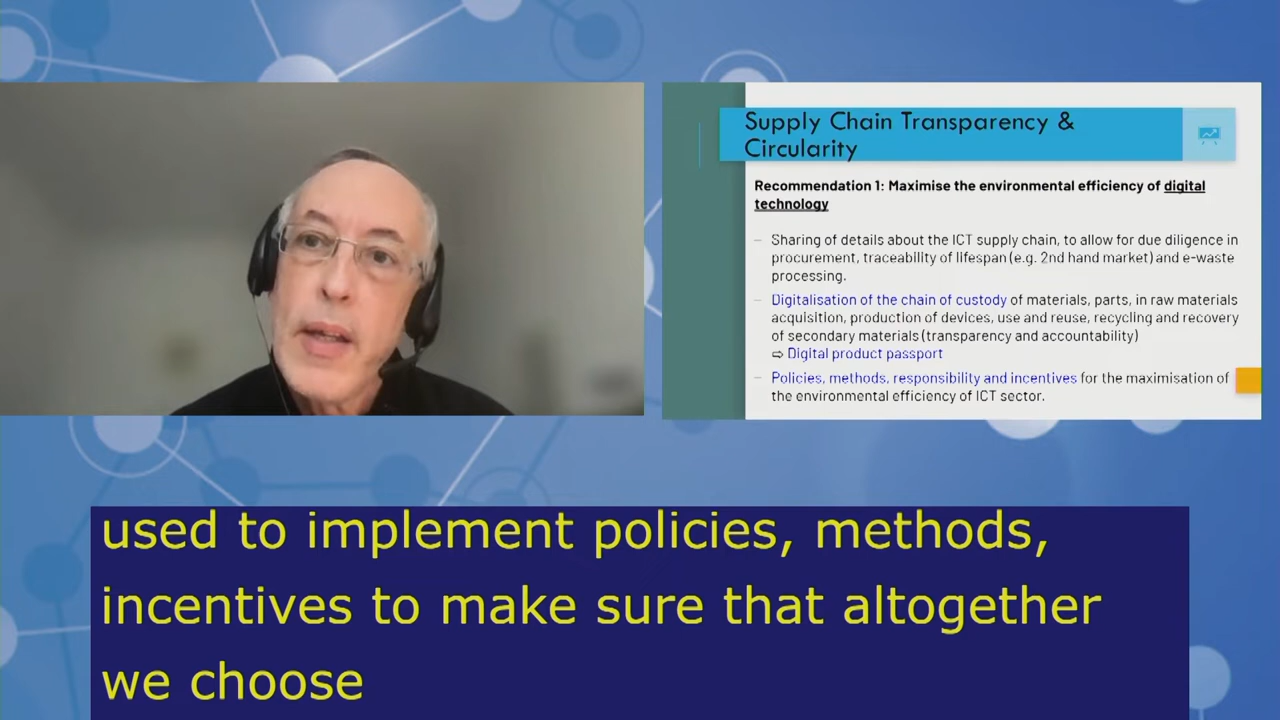 Supply Chain Transparency &
Circularity
Recommendation 1: Maximise the environmental efficiency of digital
technology
– Sharing of details about the ICT supply chain, to allow for due diligence in
procurement, traceability of lifespan (e.g. 2nd hand market) and e-waste
processing.
– Digitalisation of the chain of custody of materials, parts, in raw materials
acquisition, production of devices, use and reuse, recycling and recovery
of secondary materials (transparency and accountability)
⇨ Digital product passport
– Policies, methods, responsibility and incentives for the maximisation of
the environmental efficiency of ICT sector.
used to implement policies, methods,
incentives to make sure that altogether
we choose